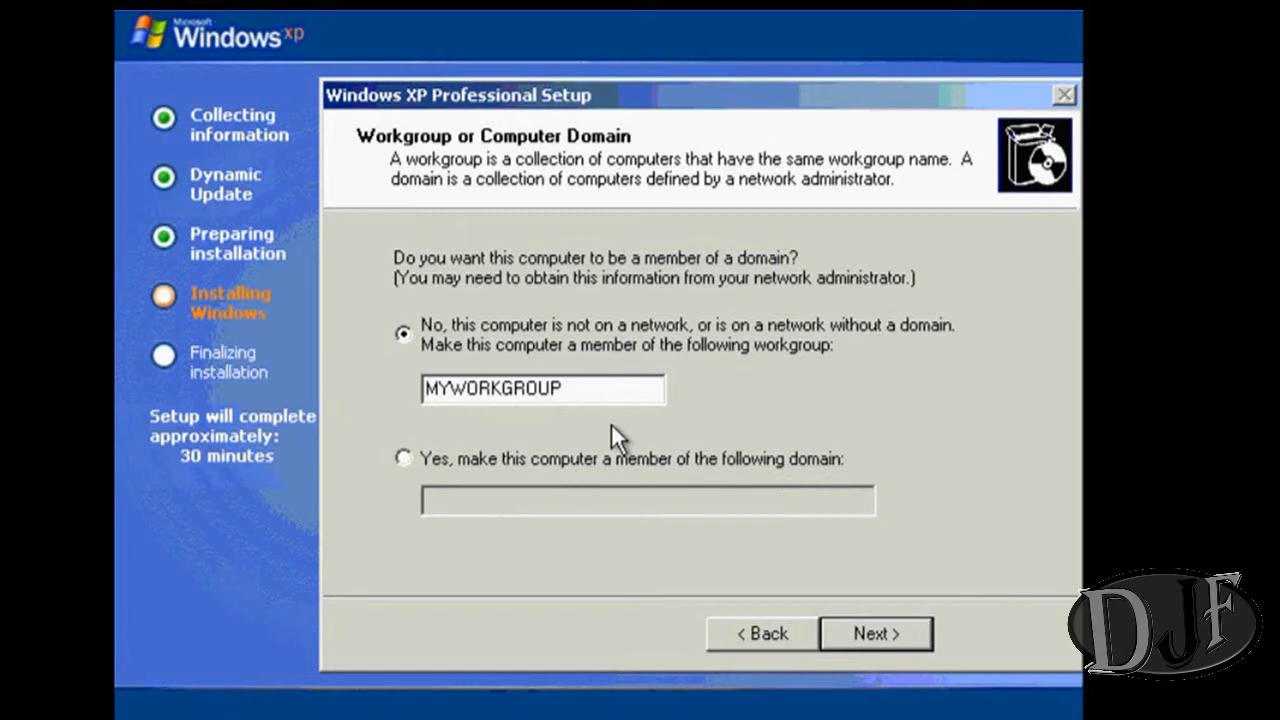 Microsoft
Windows xp
Collecting
information
Dynamic
Update
Preparing
installation
Installing
Windows
Finalizing
installation
Setup will complete
approximately:
30 minutes
Windows XP Professional Setup
Workgroup or Computer Domain
A workgroup is a collection of computers that have the same workgroup name. A
domain is a collection of computers defined by a network administrator.
Do you want this computer to be a member of a domain?
(You may need to obtain this information from your network administrator.)
No, this computer is not on a network, or is on a network without a domain.
Make this computer a member of the following workgroup:
MYWORKGROUP
Yes, make this computer a member of the following domain:
< Back
Next >
DJF